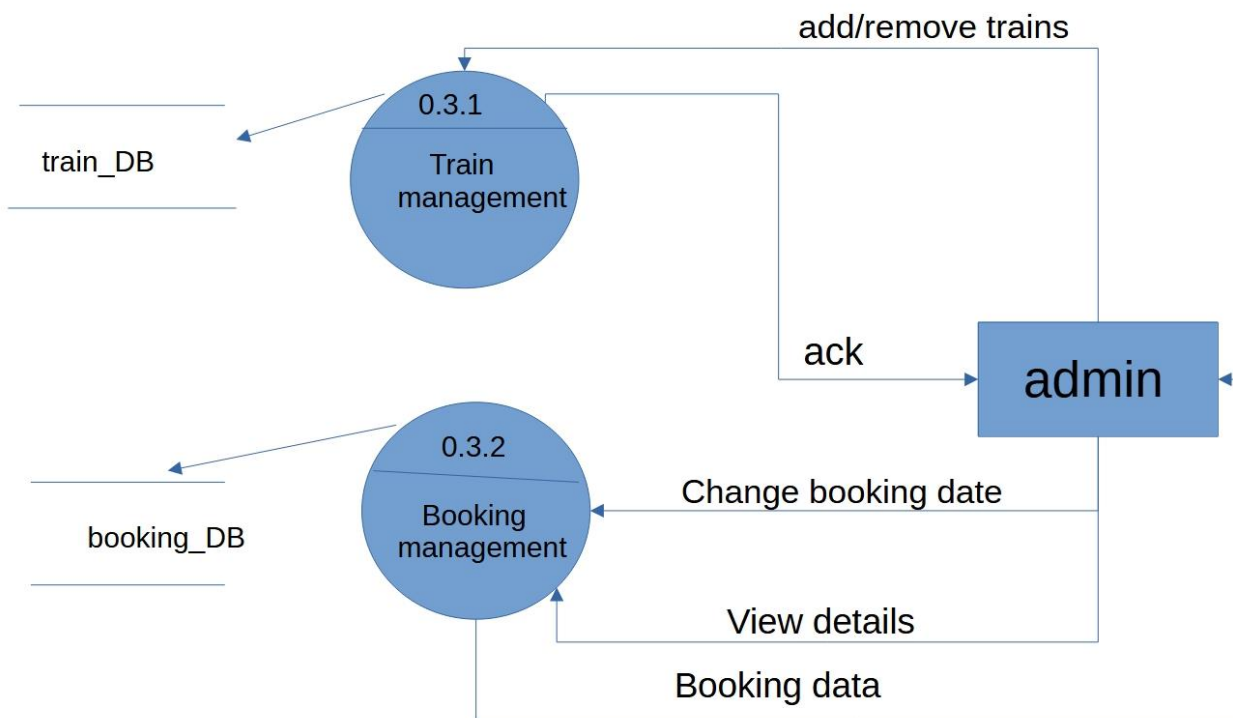 add/remove trains
0.3.1
train_DB
Train
management
ack
admin
0.3.2
Change booking date
Booking
management
booking_DB
View details
Booking data